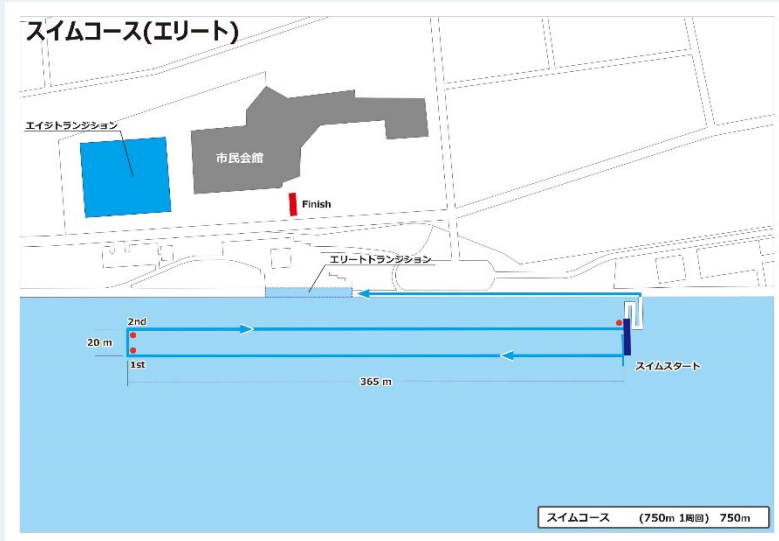 スイムコース(エリート)
エイジトランジション
市民会館
Finish
エリートトランジション
2nd
20 m
1st
スイムスタート
365 m
スイムコース (750m 1周回) 750m